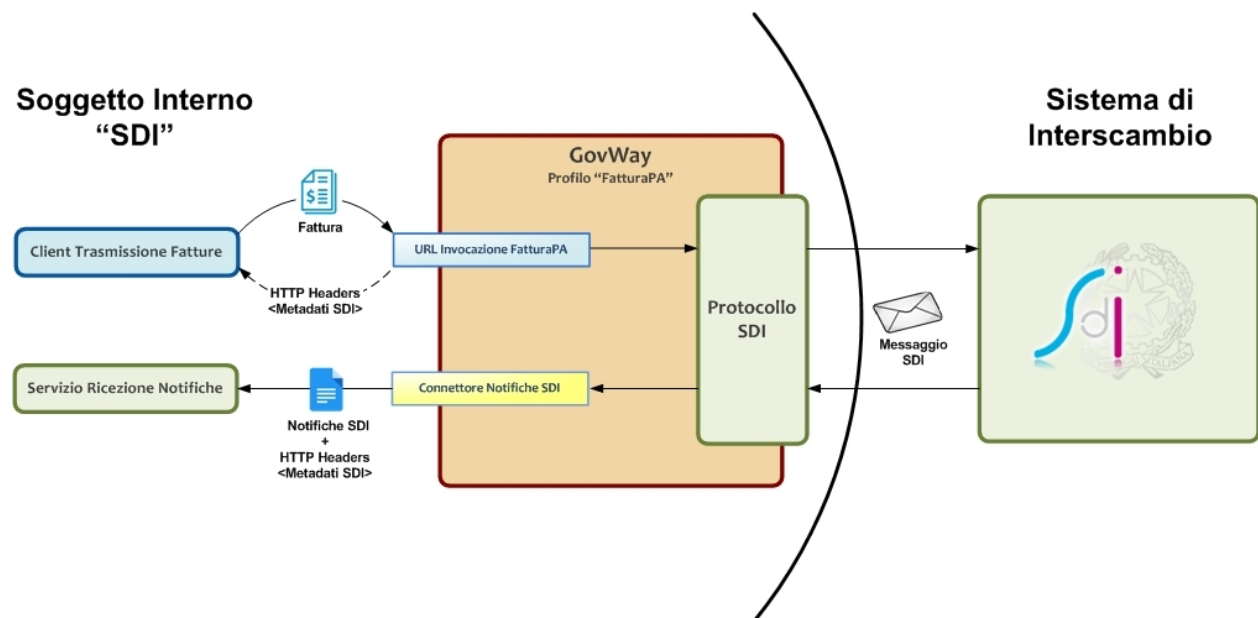 Soggetto Interno
“SDI”
Sistema di
Interscambio
GovWay
Profilo “FatturaPA”
Fattura
Client Trasmissione Fatture
URL Invocazione FatturaPA
HTTP Headers
<Metadati SDI>
Protocollo
SDI
Messaggio
SDI
Sdi
Servizio Ricezione Notifiche
Connettore Notifiche SDI
Notifiche SDI
+
HTTP Headers
<Metadati SDI>